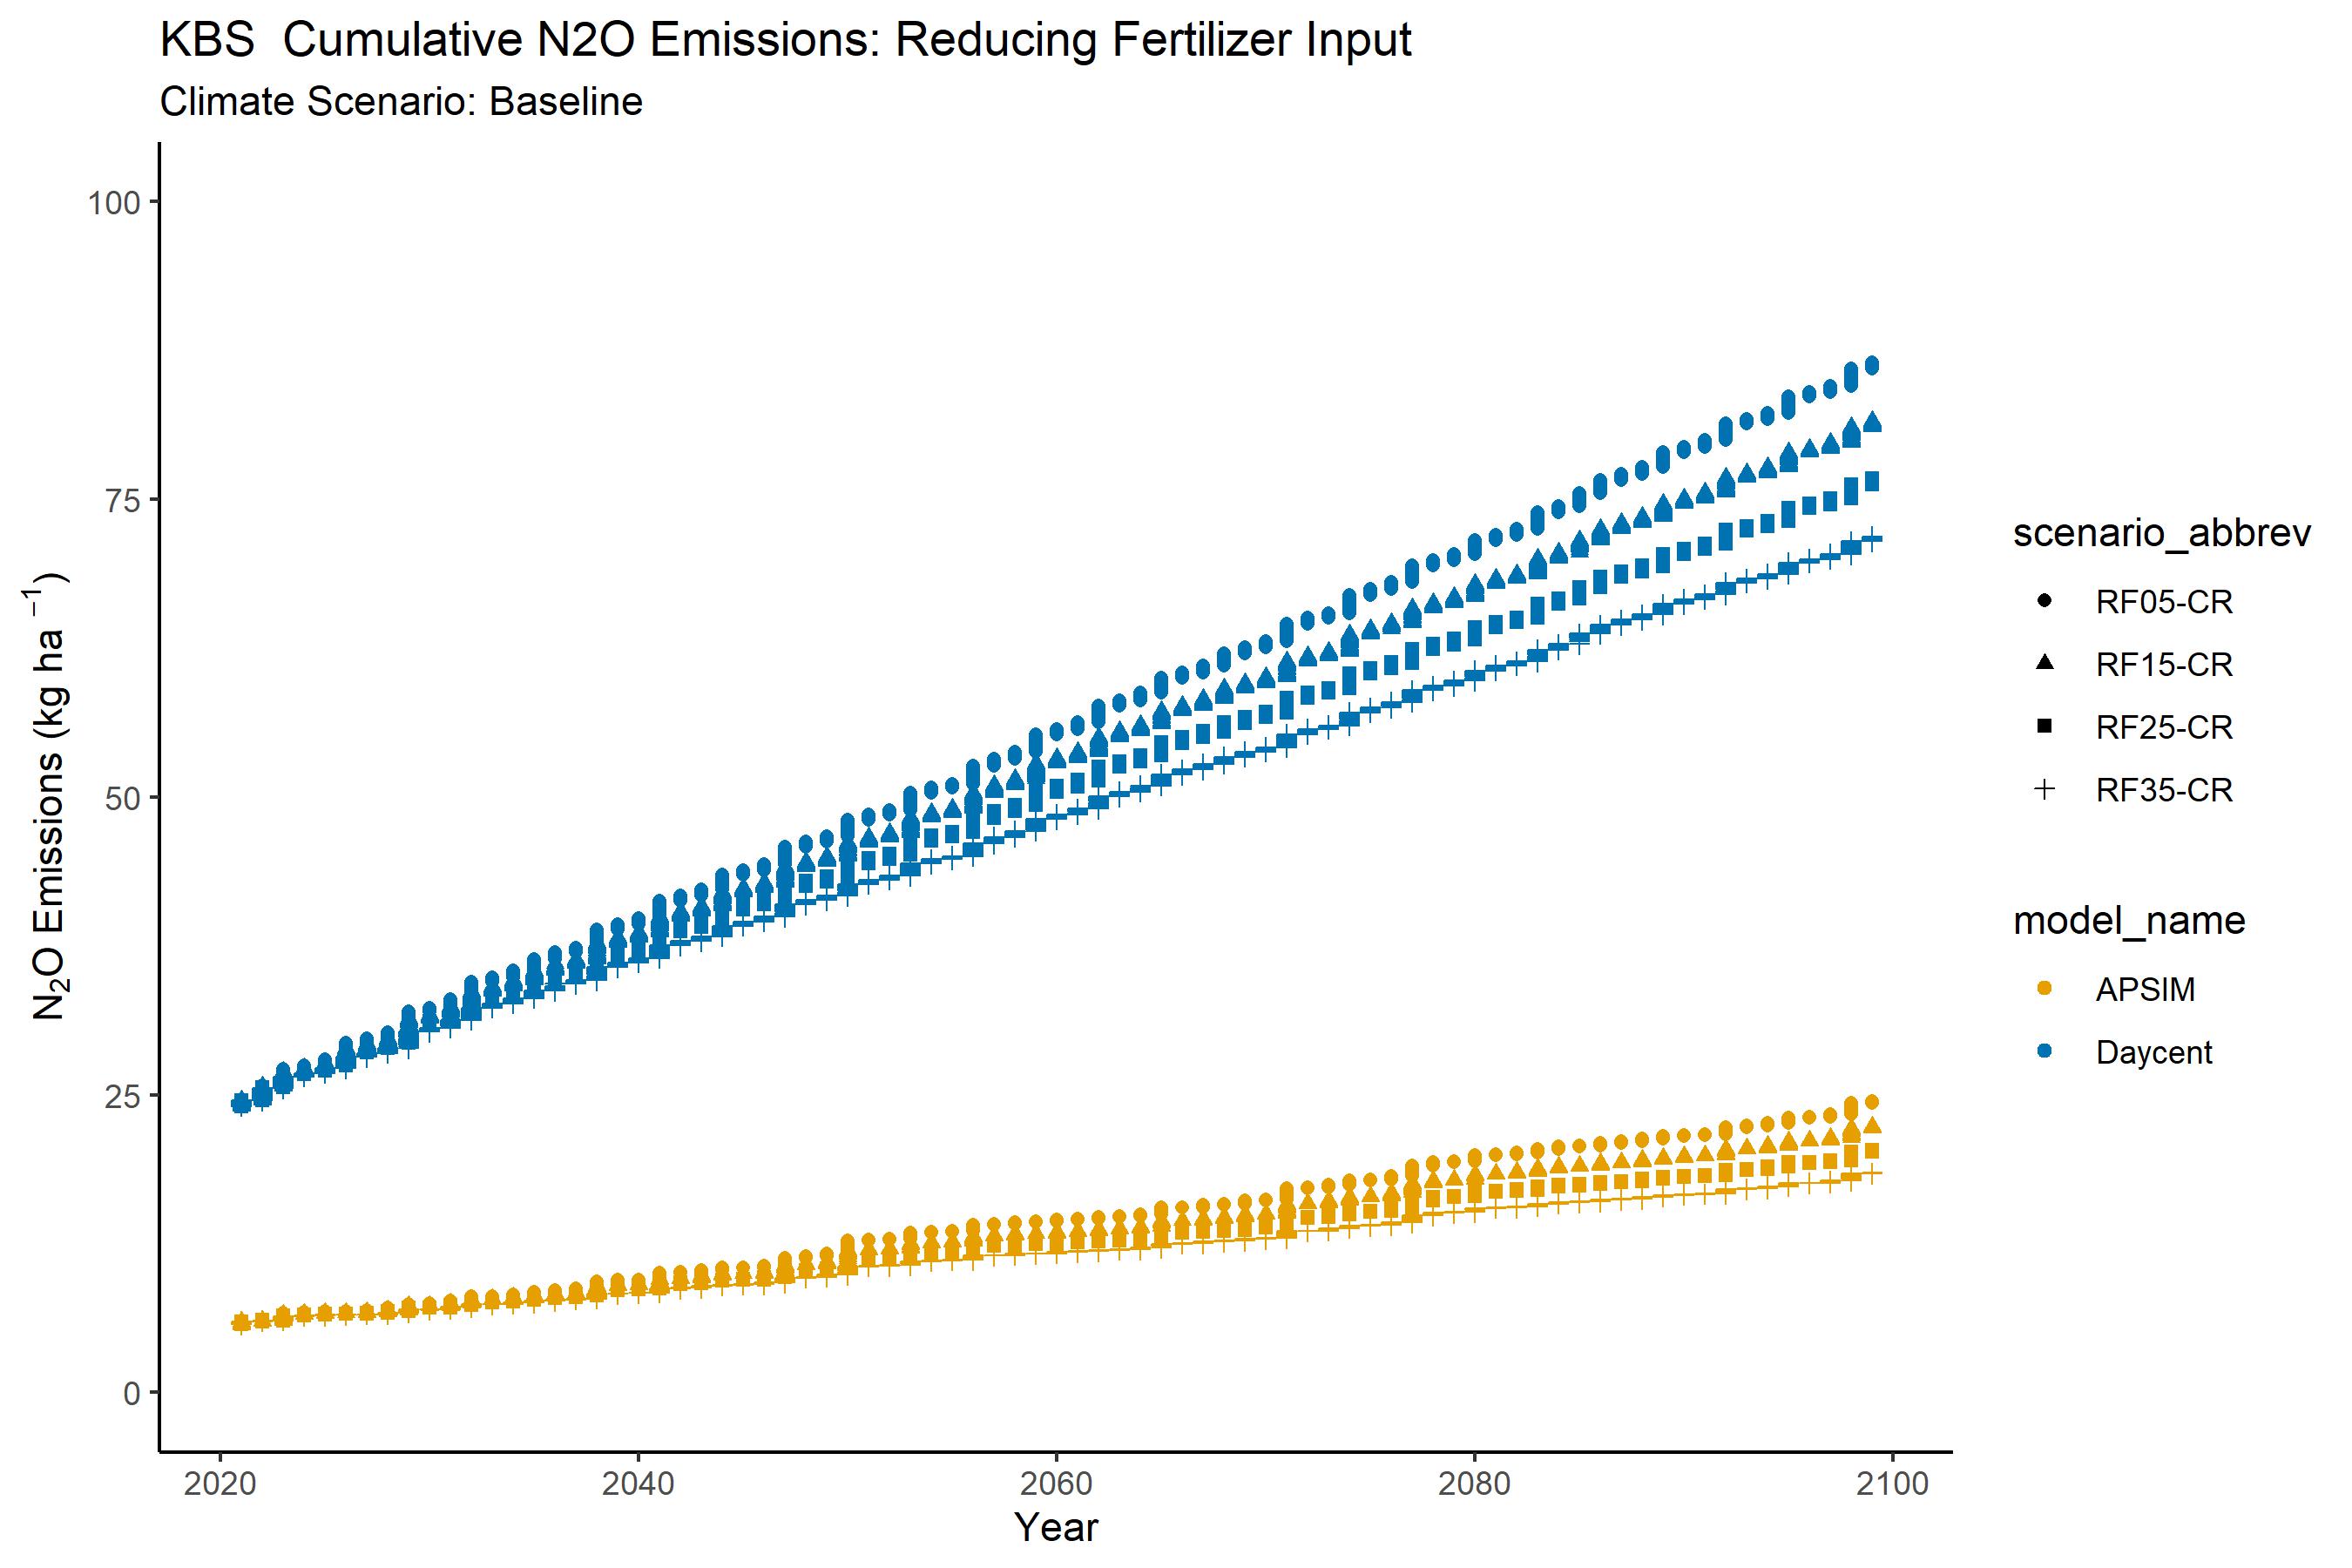 KBS  Cumulative N2O Emissions: Reducing Fertilizer Input
Climate Scenario: Baseline
N₂O Emissions (kg ha ⁻¹)
100
75
50
25
0
2020
2040
2060
2080
2100
Year
scenario_abbrev
RF05-CR
RF15-CR
RF25-CR
RF35-CR
model_name
APSIM
Daycent